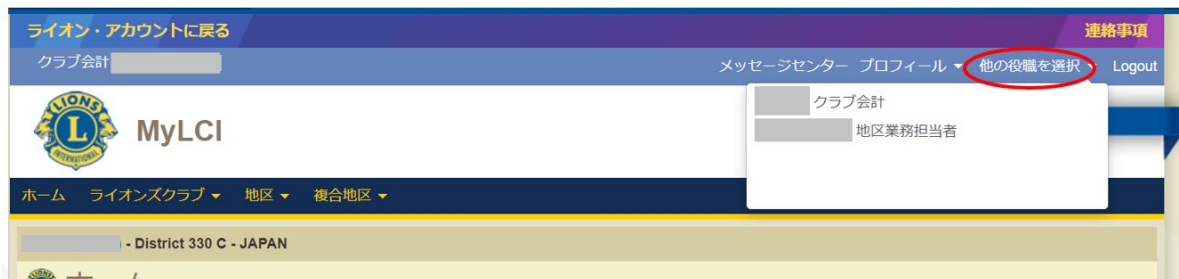 ライオン・アカウントに戻る 連絡事項
クラブ会計 メッセージセンター プロフィール 他の役職を選択 Logout
クラブ会計
地区業務担当者
LIONS
L
INTERNATIONAL
MyLCI
ホーム ライオンズクラブ 地区 複合地区
- District 330 C - JAPAN